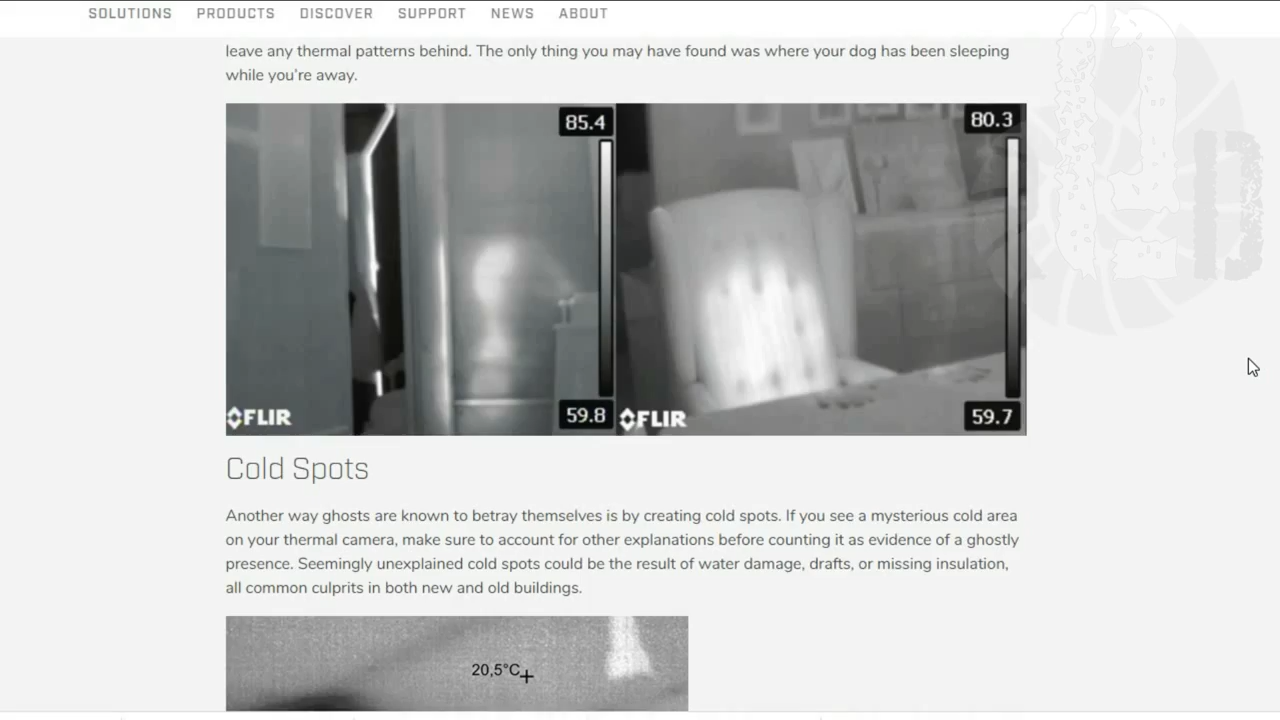 SOLUTIONS PRODUCTS DISCOVER SUPPORT NEWS ABOUT
leave any thermal patterns behind. The only thing you may have found was where your dog has been sleeping
while you're away.
85.4
80.3
59.8
59.7
FLIR
FLIR
Cold Spots
Another way ghosts are known to betray themselves is by creating cold spots. If you see a mysterious cold area
on your thermal camera, make sure to account for other explanations before counting it as evidence of a ghostly
presence. Seemingly unexplained cold spots could be the result of water damage, drafts, or missing insulation,
all common culprits in both new and old buildings.
20,5°C